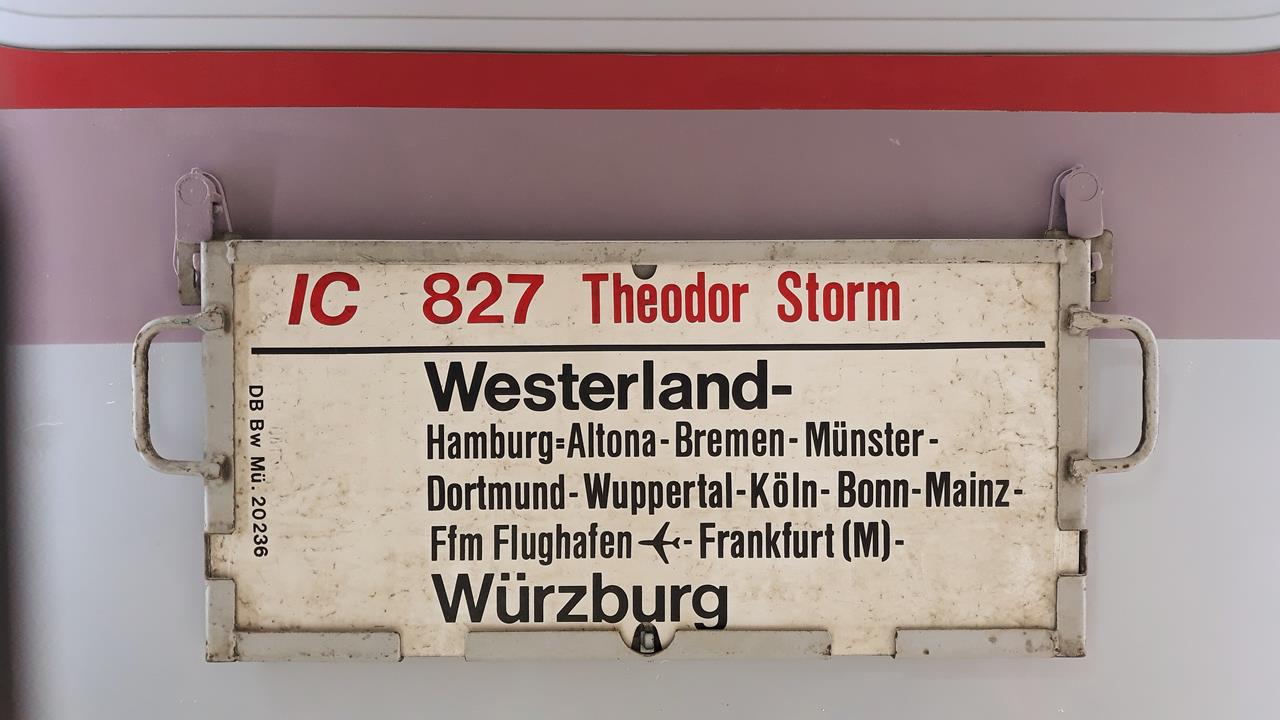 IC 827 Theodor Storm
Westerland-
Hamburg=Altona-Bremen-Münster-
Dortmund-Wuppertal-Köln-Bonn-Mainz-
Ffm Flughafen ✈-Frankfurt (M)-
Würzburg
DB Bw Mü. 20236